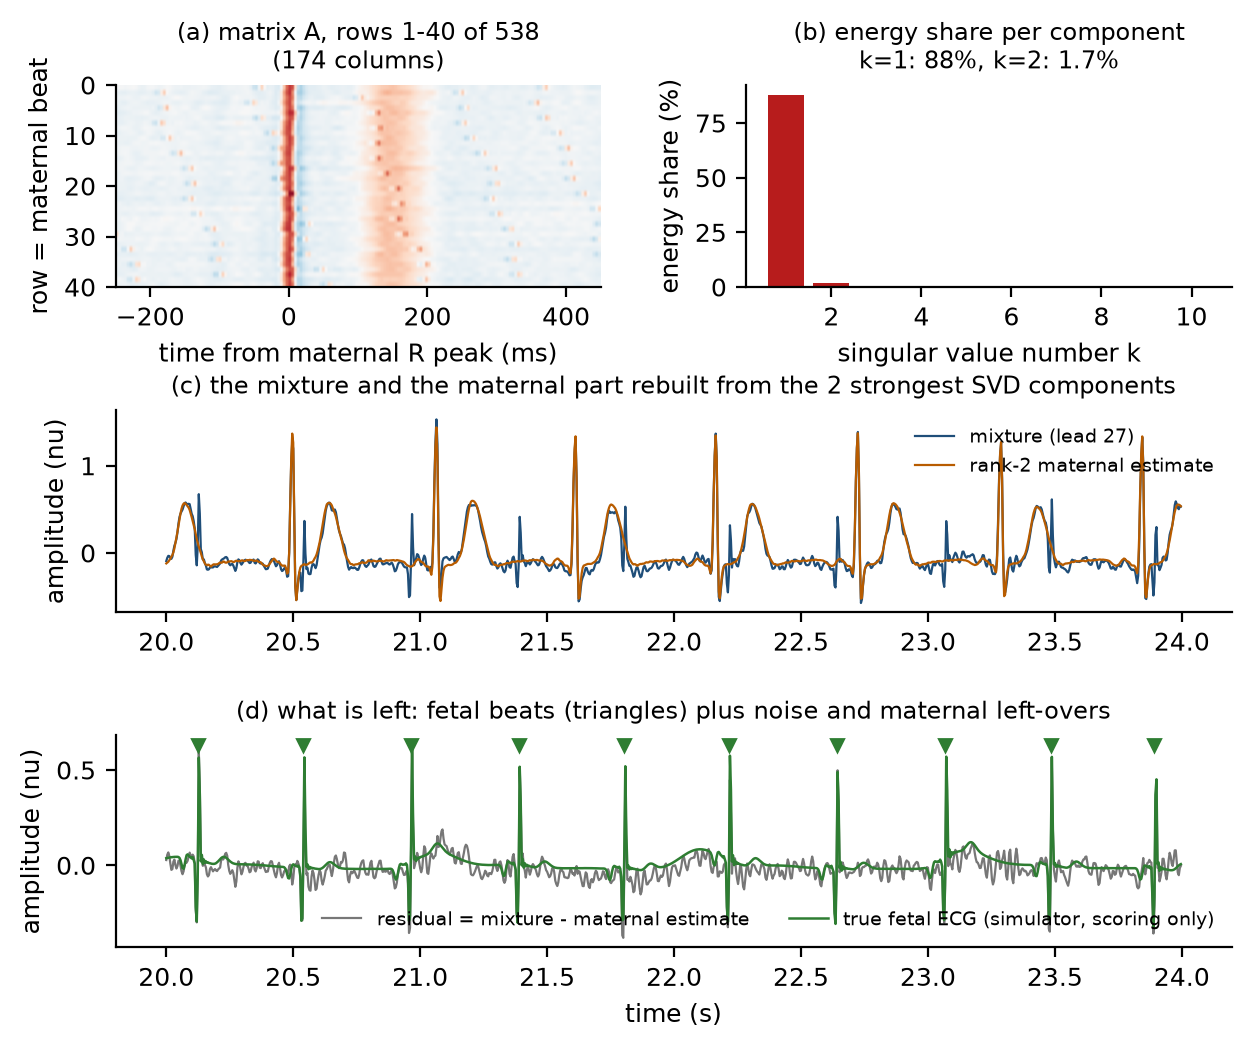 (a) matrix A, rows 1-40 of 538
(174 columns)
row = maternal beat
0
10
20
30
40
−200
0
200
400
time from maternal R peak (ms)
(b) energy share per component
k=1: 88%, k=2: 1.7%
energy share (%)
75
50
25
0
2
4
6
8
10
singular value number k
(c) the mixture and the maternal part rebuilt from the 2 strongest SVD components
amplitude (nu)
1
0
mixture (lead 27)
rank-2 maternal estimate
20.0
20.5
21.0
21.5
22.0
22.5
23.0
23.5
24.0
(d) what is left: fetal beats (triangles) plus noise and maternal left-overs
amplitude (nu)
0.5
0.0
residual = mixture - maternal estimate
true fetal ECG (simulator, scoring only)
20.0
20.5
21.0
21.5
22.0
22.5
23.0
23.5
24.0
time (s)